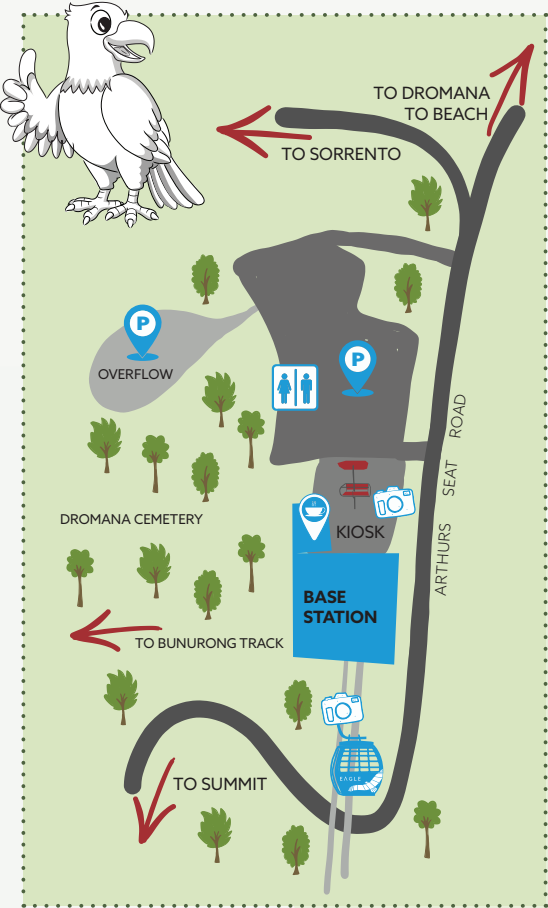 TO DROMANA
TO BEACH
TO SORRENTO
P
OVERFLOW
P
ARTHURS SEAT ROAD
DROMANA CEMETERY
KIOSK
BASE
STATION
TO BUNURONG TRACK
EAGLE
TO SUMMIT